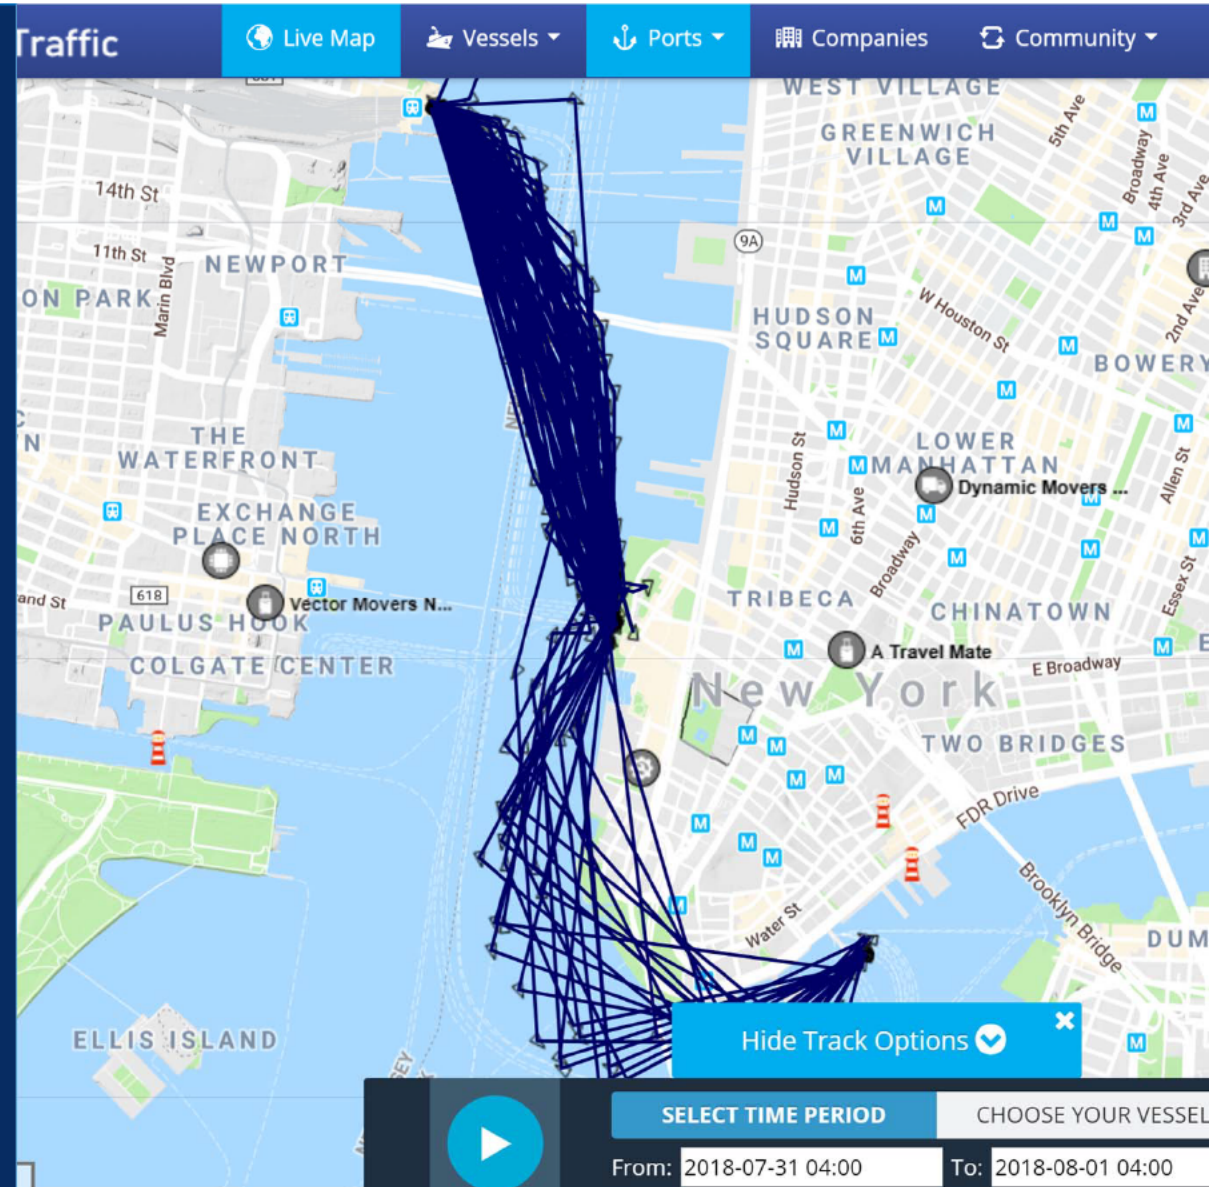 Traffic
Live Map
Vessels
Ports
Companies
Community
WEST VILLAGE
GREENWICH
VILLAGE
5th Ave
Broadway
4th Ave
3rd Ave
14th St
11th St
Marin Blvd
NEWPORT
ON PARK
9A
W Houston St
2nd Ave
HUDSON
SQUARE
BOWERY
THE
WATERFRONT
Hudson St
LOWER
MANHATTAN
Dynamic Movers ...
Allen St
6th Ave
EXCHANGE
PLACE NORTH
Broadway
618
Vector Movers N...
and St
PAULUS HOOK
TRIBECA
CHINATOWN
Essex St
COLGATE CENTER
A Travel Mate
E Broadway
New York
TWO BRIDGES
FDR Drive
Brooklyn Bridge
Water St
DUM
ELLIS ISLAND
Hide Track Options
SELECT TIME PERIOD
CHOOSE YOUR VESSEL
From: 2018-07-31 04:00
To: 2018-08-01 04:00